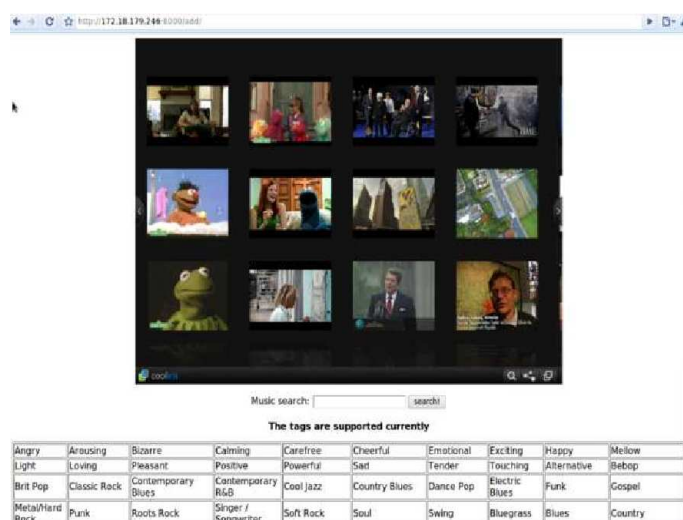 http://172.18.179.246:8000/add/
TIME
cooliris
Music search: search!
The tags are supported currently
Angry Arousing Bizarre Calming Carefree Cheerful Emotional Exciting Happy Mellow
Light Loving Pleasant Positive Powerful Sad Tender Touching Alternative Bebop
Brit Pop Classic Rock Contemporary Blues Contemporary R&B Cool Jazz Country Blues Dance Pop Electric Blues Funk Gospel
Metal/Hard Rock Punk Roots Rock Singer / Songwriter Soft Rock Soul Swing Bluegrass Blues Country